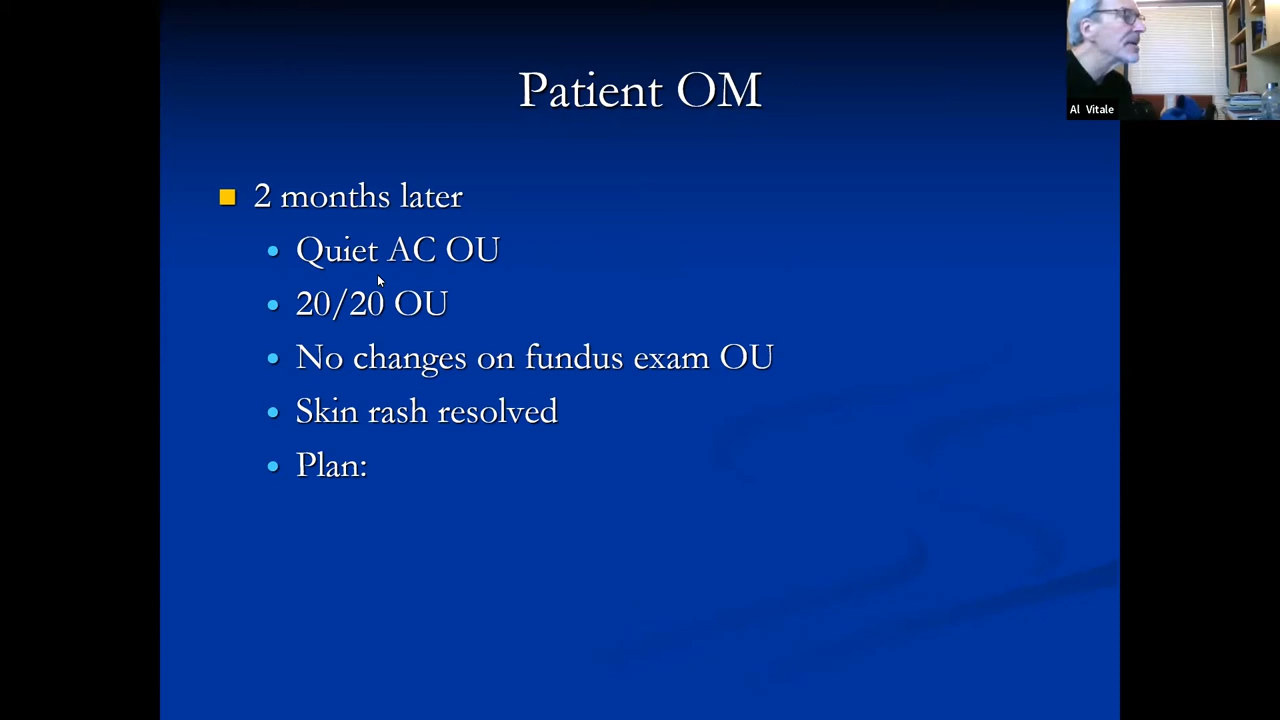 Patient OM
Al Vitale
2 months later
Quiet AC OU
20/20 OU
No changes on fundus exam OU
Skin rash resolved
Plan: